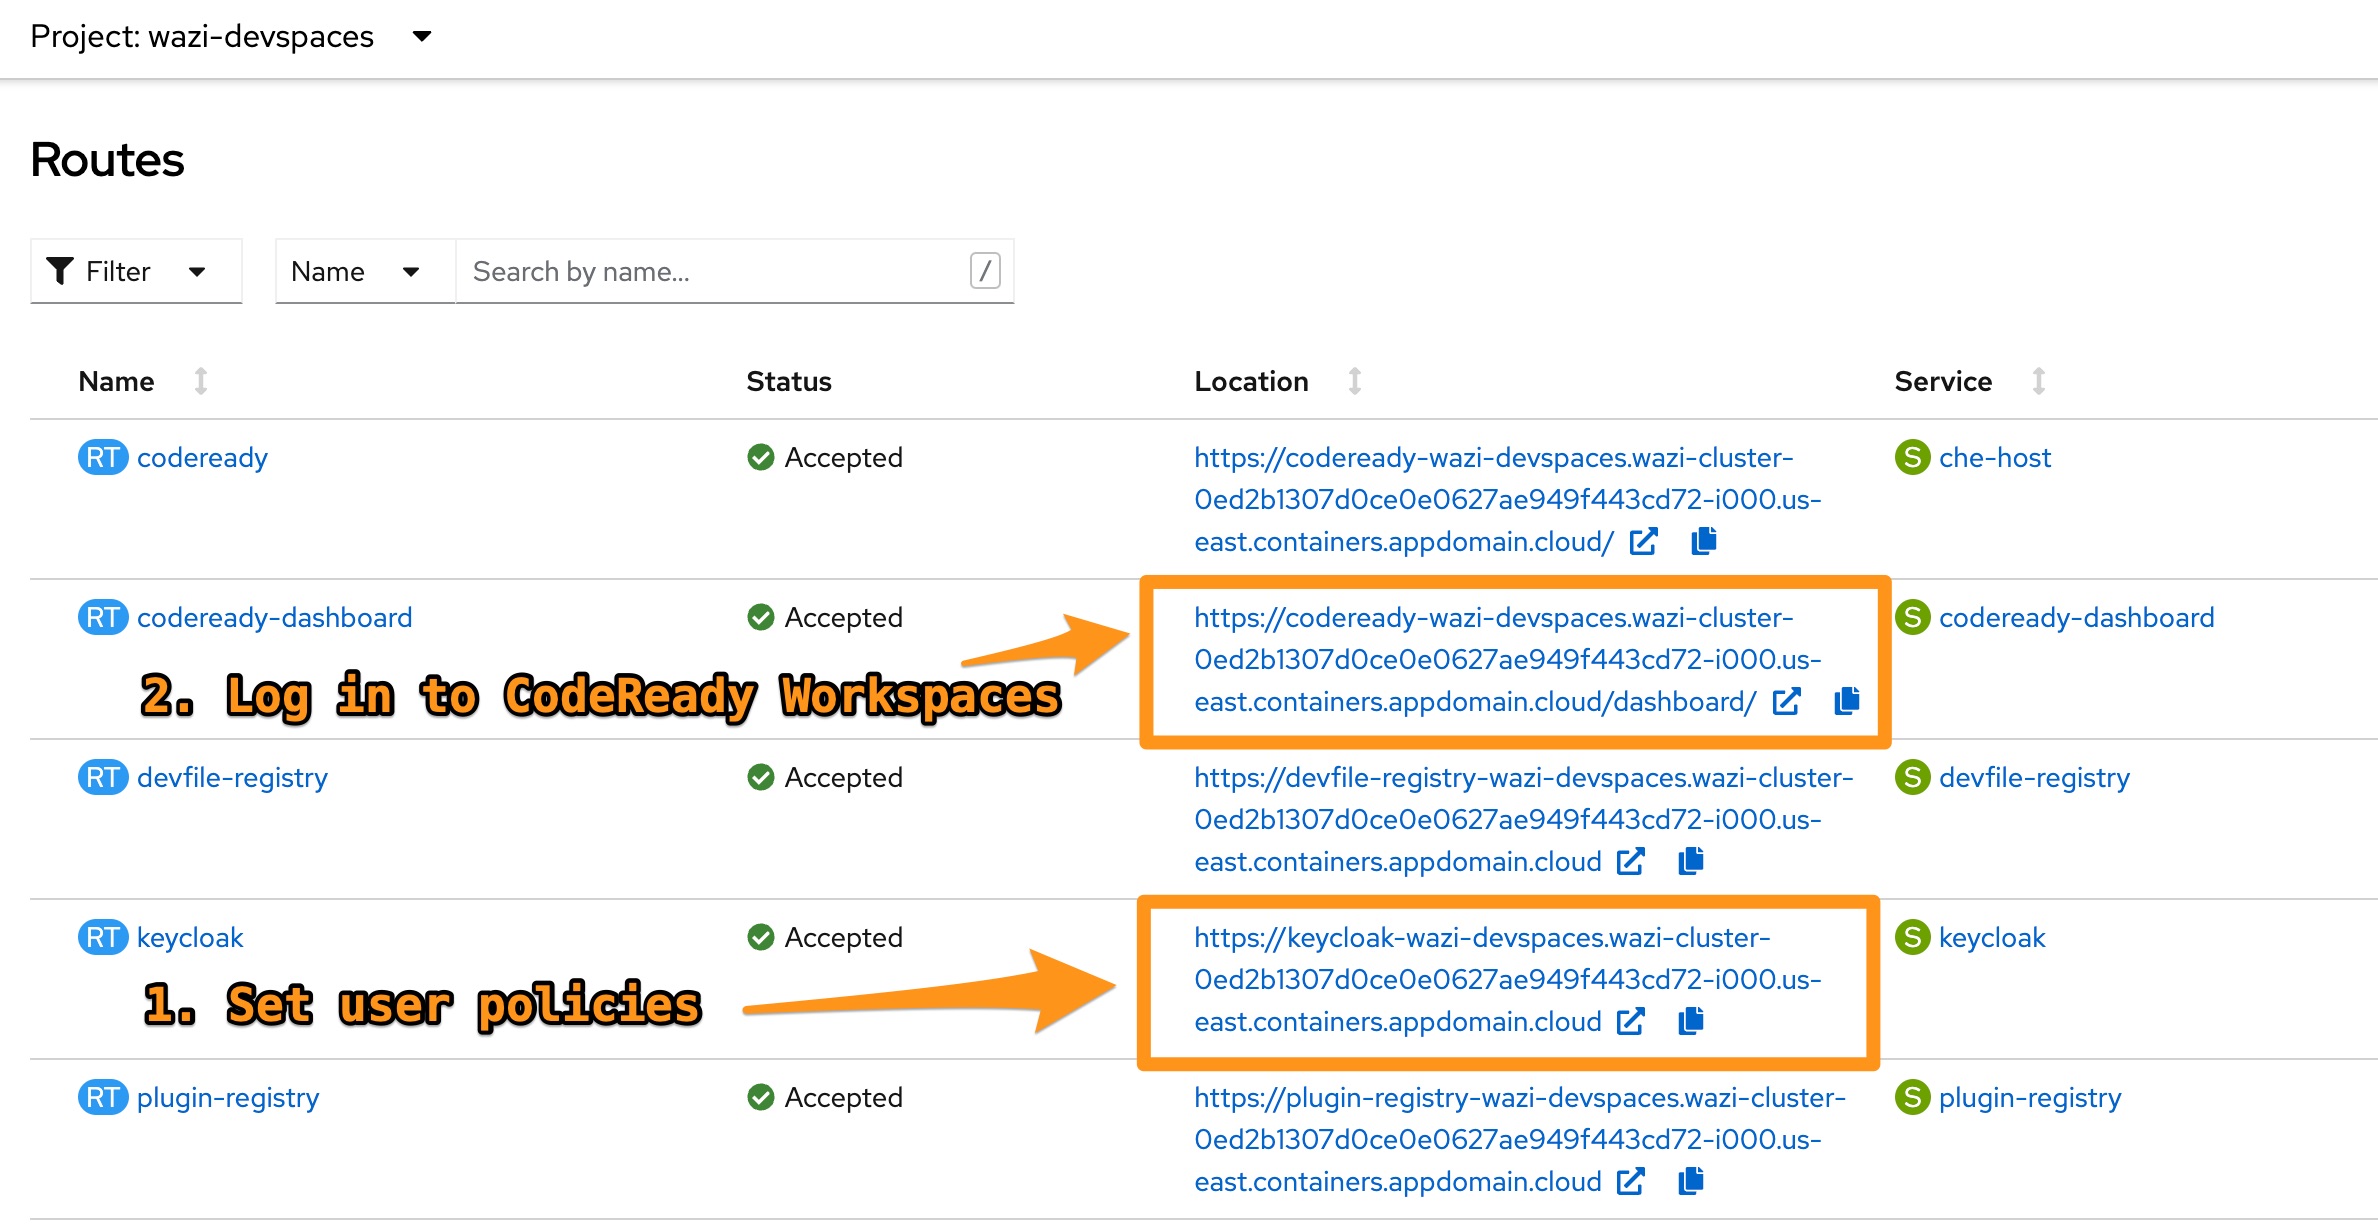 Project: wazi-devspaces
Routes
Filter
Name
Search by name...
/
Name
Status
Location
Service
RT codeready
Accepted
https://codeready-wazi-devspaces.wazi-cluster-
0ed2b1307d0ce0e0627ae949f443cd72-i000.us-
east.containers.appdomain.cloud/
S che-host
RT codeready-dashboard
Accepted
https://codeready-wazi-devspaces.wazi-cluster-
0ed2b1307d0ce0e0627ae949f443cd72-i000.us-
east.containers.appdomain.cloud/dashboard/
S codeready-dashboard
2. Log in to CodeReady Workspaces
RT devfile-registry
Accepted
https://devfile-registry-wazi-devspaces.wazi-cluster-
0ed2b1307d0ce0e0627ae949f443cd72-i000.us-
east.containers.appdomain.cloud
S devfile-registry
RT keycloak
Accepted
https://keycloak-wazi-devspaces.wazi-cluster-
0ed2b1307d0ce0e0627ae949f443cd72-i000.us-
east.containers.appdomain.cloud
S keycloak
1. Set user policies
RT plugin-registry
Accepted
https://plugin-registry-wazi-devspaces.wazi-cluster-
0ed2b1307d0ce0e0627ae949f443cd72-i000.us-
east.containers.appdomain.cloud
S plugin-registry